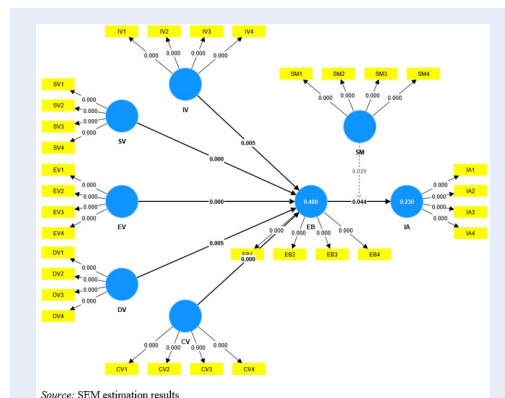 IV1 IV2 IV3 IV4
0.000 0.000 0.000 0.000
IV
SM1 SM2 SM3 SM4
0.000 0.000 0.000 0.000
SM
SV1
SV2
SV3
SV4
0.000
0.000
0.000
0.000
SV
EV1
EV2
EV3
EV4
0.000
0.000
0.000
0.000
EV
DV1
DV2
DV3
DV4
0.000
0.000
0.000
0.000
DV
0.005
0.000
0.000
0.005
0.000
0.029
0.480
EB
0.044
0.230
IA
0.000
0.000
0.000
0.000
IA1
IA2
IA3
IA4
0.000 0.000 0.000 0.000
EB1 EB2 EB3 EB4
CV
0.000 0.000 0.000 0.000
CV1 CV2 CV3 CV4
Source: SEM estimation results